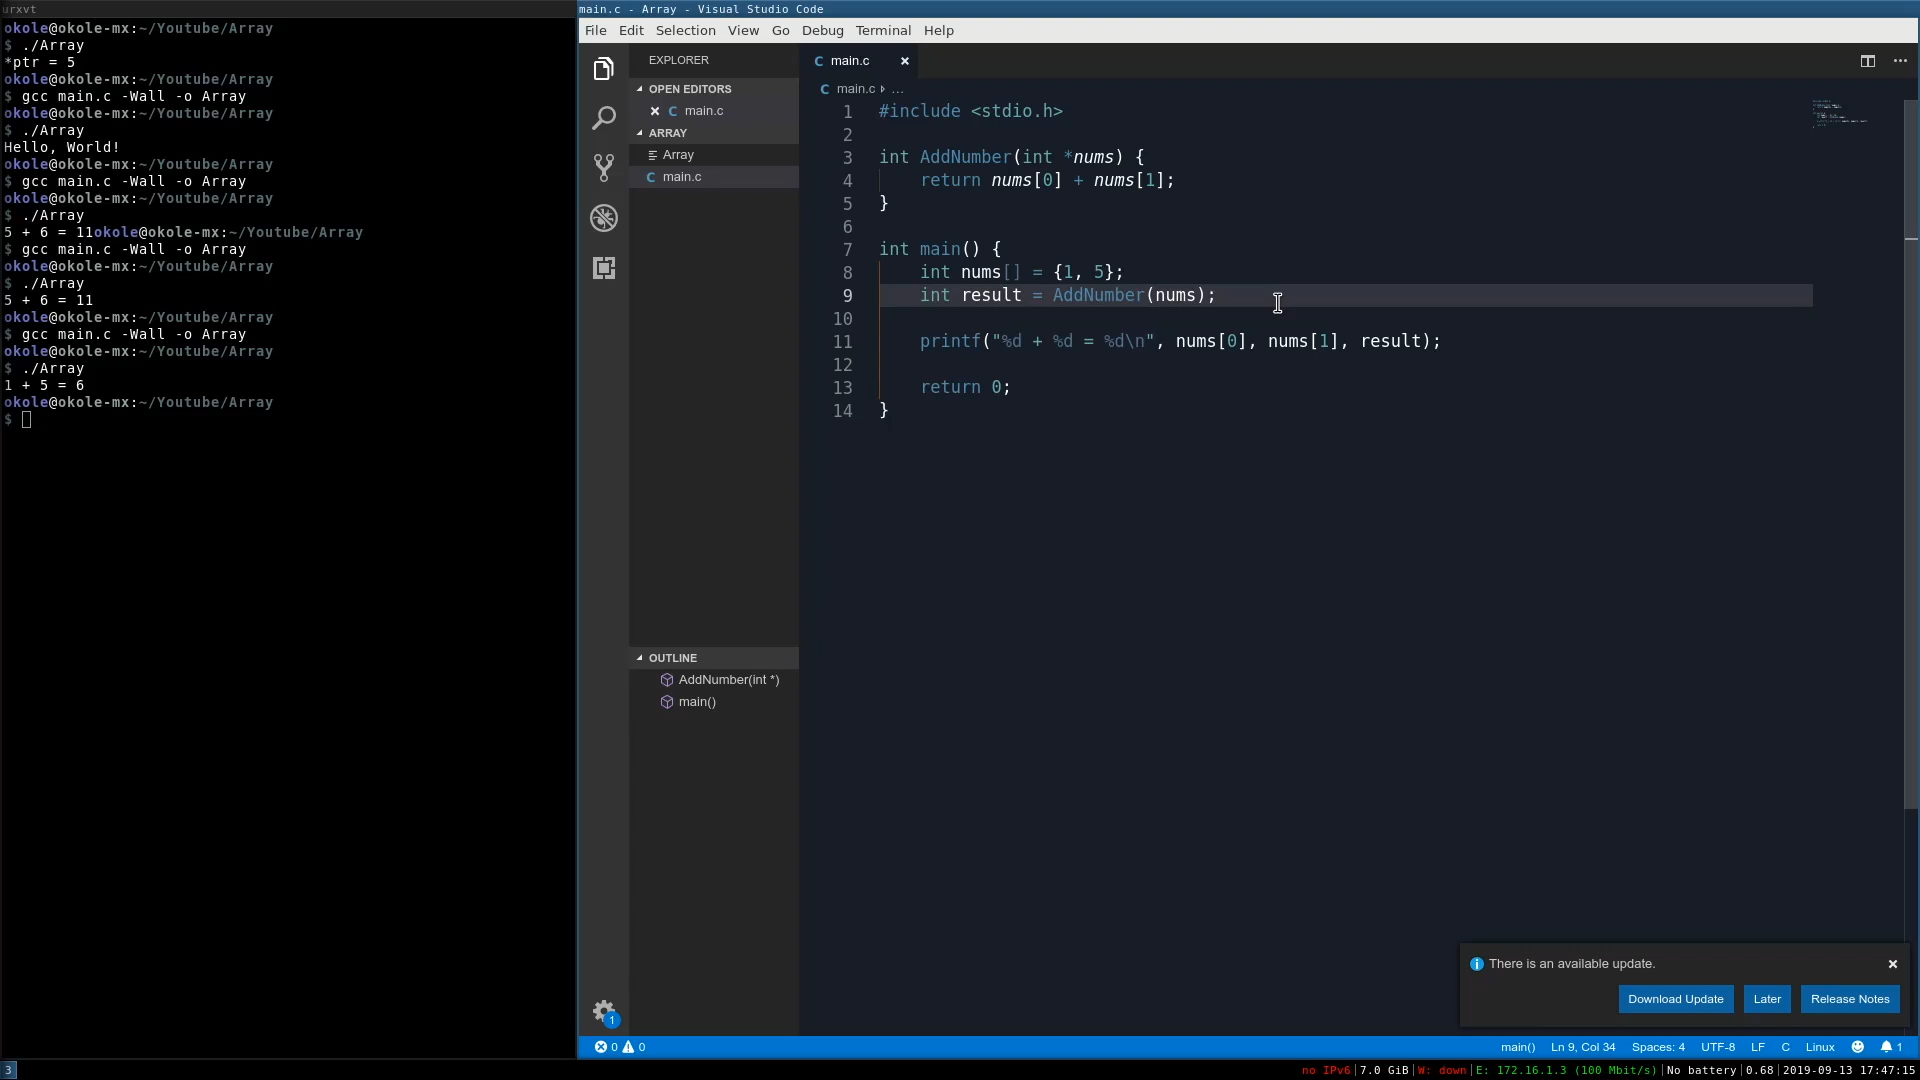 urxvt
okole@okole-mx:~/Youtube/Array
$ ./Array
*ptr = 5
okole@okole-mx:~/Youtube/Array
$ gcc main.c -Wall -o Array
okole@okole-mx:~/Youtube/Array
$ ./Array
Hello, World!
okole@okole-mx:~/Youtube/Array
$ gcc main.c -Wall -o Array
okole@okole-mx:~/Youtube/Array
$ ./Array
5 + 6 = 11okole@okole-mx:~/Youtube/Array
$ gcc main.c -Wall -o Array
okole@okole-mx:~/Youtube/Array
$ ./Array
5 + 6 = 11
okole@okole-mx:~/Youtube/Array
$ gcc main.c -Wall -o Array
okole@okole-mx:~/Youtube/Array
$ ./Array
1 + 5 = 6
okole@okole-mx:~/Youtube/Array
$
main.c - Array - Visual Studio Code
File Edit Selection View Go Debug Terminal Help
EXPLORER
OPEN EDITORS
C main.c
ARRAY
Array
C main.c
OUTLINE
AddNumber(int *)
main()
1
C main.c
C main.c ...
1 #include <stdio.h>
2
3 int AddNumber(int *nums) {
4     return nums[0] + nums[1];
5 }
6
7 int main() {
8     int nums[] = {1, 5};
9     int result = AddNumber(nums);
10
11     printf("%d + %d = %d\n", nums[0], nums[1], result);
12
13     return 0;
14 }
There is an available update.
Download Update Later Release Notes
0 0 main() Ln 9, Col 34 Spaces: 4 UTF-8 LF C Linux 1
3 no IPv6|7.0 GiB|W: down|E: 172.16.1.3 (100 Mbit/s)|No battery|0.68|2019-09-13 17:47:15